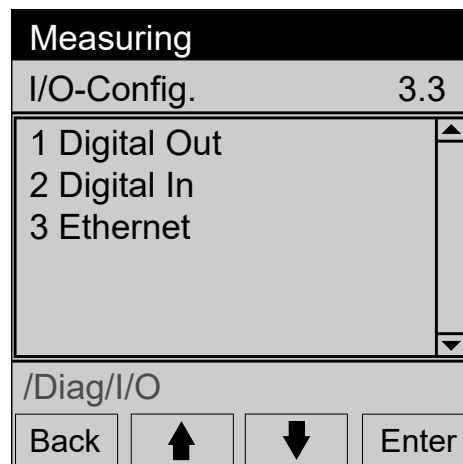 Measuring
I/O-Config. 3.3
1 Digital Out
2 Digital In
3 Ethernet
/Diag/I/O
Back Enter